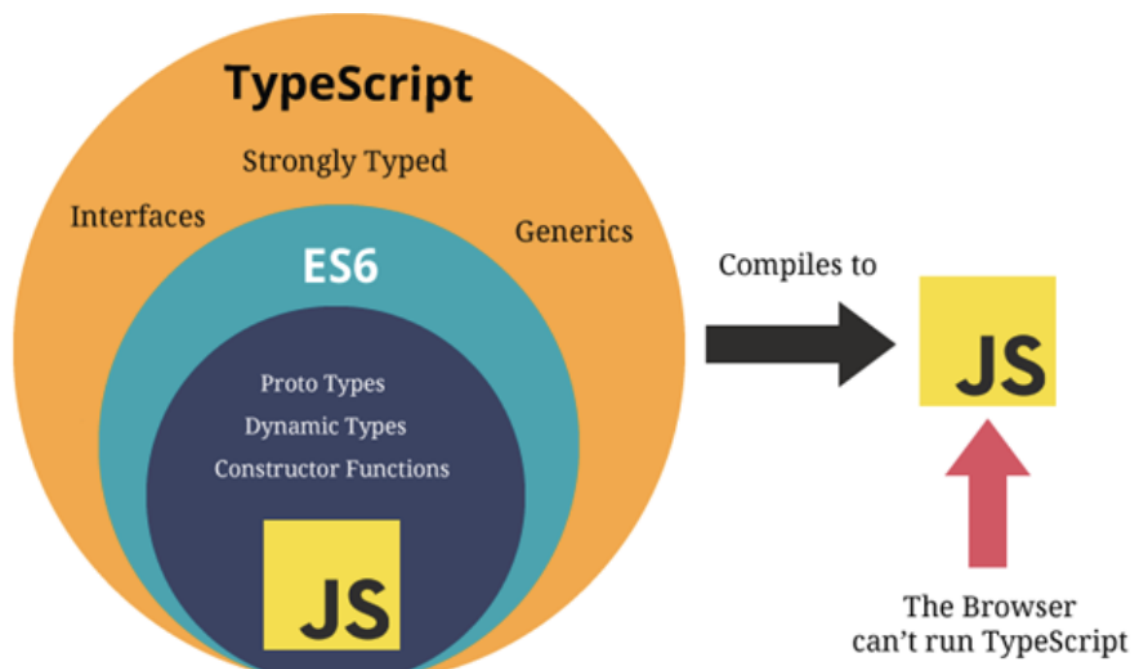 TypeScript
Strongly Typed
Interfaces
Generics
ES6
Proto Types
Dynamic Types
Constructor Functions
JS
Compiles to
JS
The Browser
can't run TypeScript